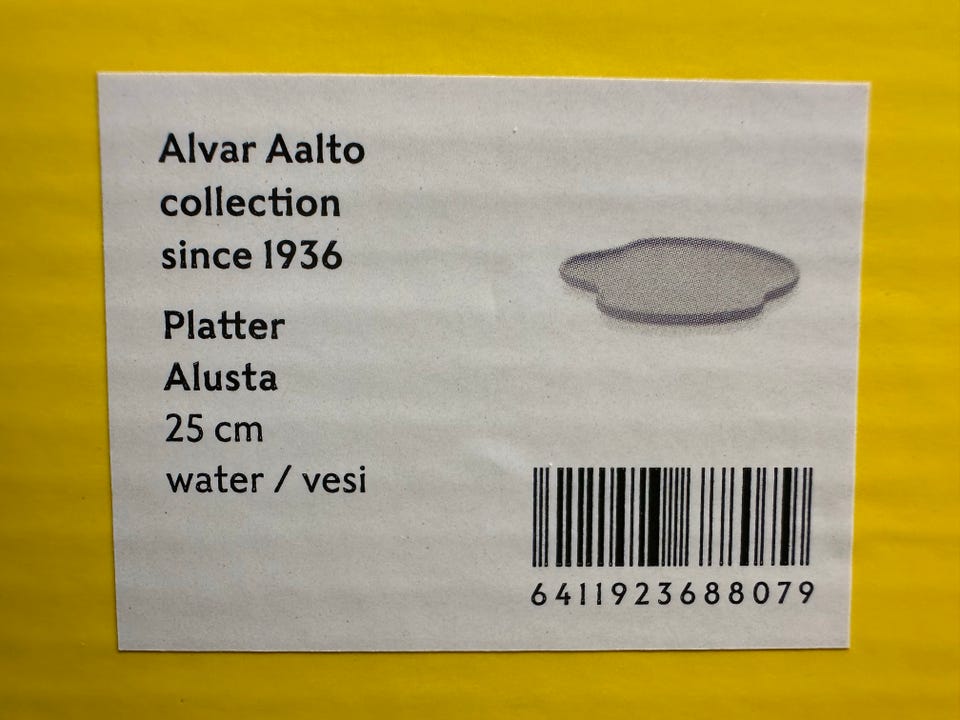 Alvar Aalto
collection
since 1936
Platter
Alusta
25 cm
water / vesi
6411923688079